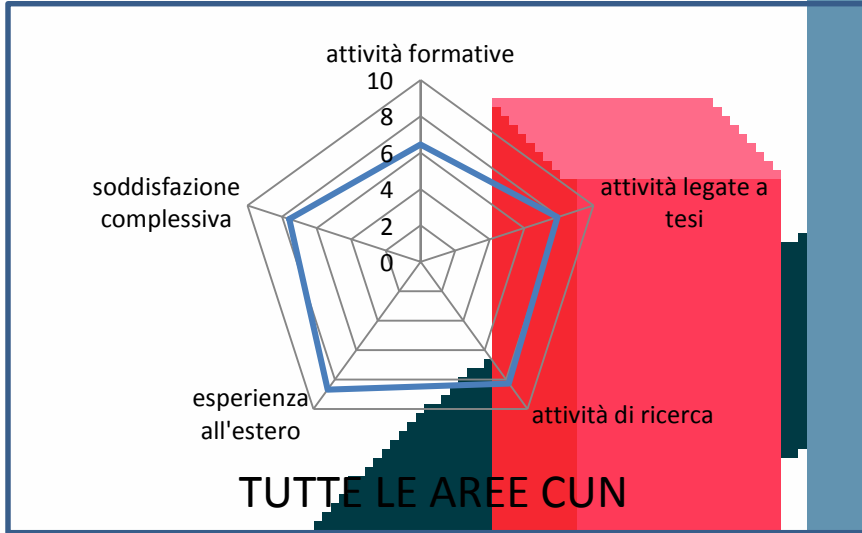 attività formative
10
8
6
4
2
0
soddisfazione
complessiva
attività legate a
tesi
esperienza
all'estero
attività di ricerca
TUTTE LE AREE CUN